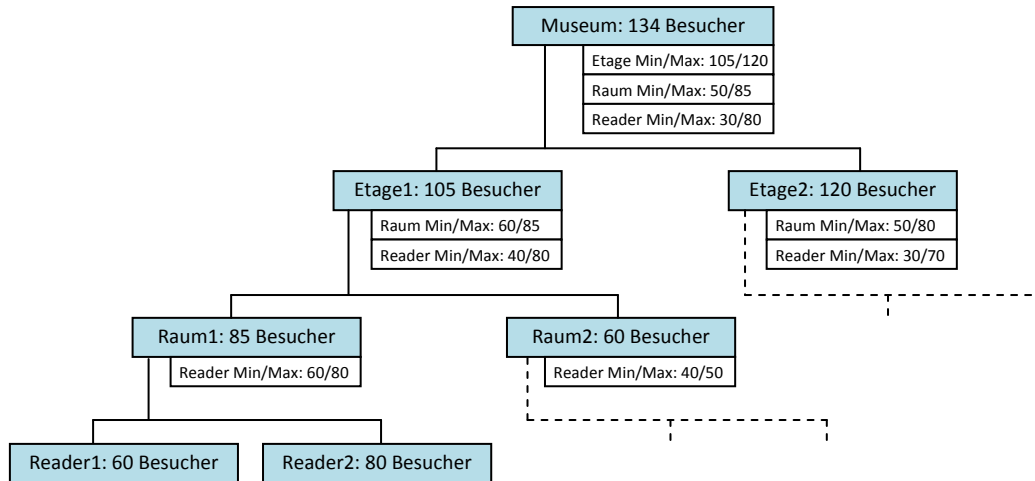 Museum: 134 Besucher
Etage Min/Max: 105/120
Raum Min/Max: 50/85
Reader Min/Max: 30/80
Etage1: 105 Besucher
Raum Min/Max: 60/85
Reader Min/Max: 40/80
Etage2: 120 Besucher
Raum Min/Max: 50/80
Reader Min/Max: 30/70
Raum1: 85 Besucher
Reader Min/Max: 60/80
Raum2: 60 Besucher
Reader Min/Max: 40/50
Reader1: 60 Besucher
Reader2: 80 Besucher